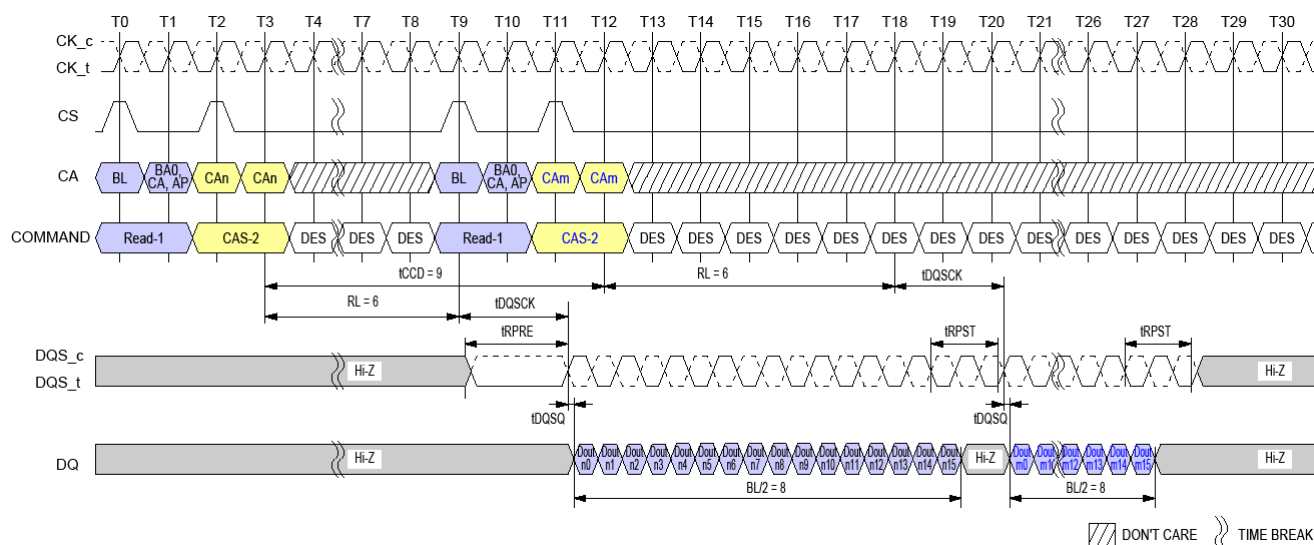 T0 T1 T2 T3 T4 T7 T8 T9 T10 T11 T12 T13 T14 T15 T16 T17 T18 T19 T20 T21 T26 T27 T28 T29 T30
CK_c
CK_t
CS
CA BL BA0, CA, AP CAn CAn BL BA0, CA, AP CAm CAm
COMMAND Read-1 CAS-2 DES DES DES Read-1 CAS-2 DES DES DES DES DES DES DES DES DES DES DES DES DES DES
tCCD = 9 RL = 6 tDQSCK
RL = 6 tDQSCK
tRPRE tRPST tRPST
DQS_c
DQS_t
Hi-Z Hi-Z
tDQSQ tDQSQ
DQ Hi-Z Dout n0 Dout n1 Dout n2 Dout n3 Dout n4 Dout n5 Dout n6 Dout n7 Dout n8 Dout n9 Dout n10 Dout n11 Dout n12 Dout n13 Dout n14 Dout n15 Hi-Z Dout m0 Dout m1 Dout m12 Dout m13 Dout m14 Dout m15 Hi-Z
BL/2 = 8 BL/2 = 8
DON'T CARE TIME BREAK